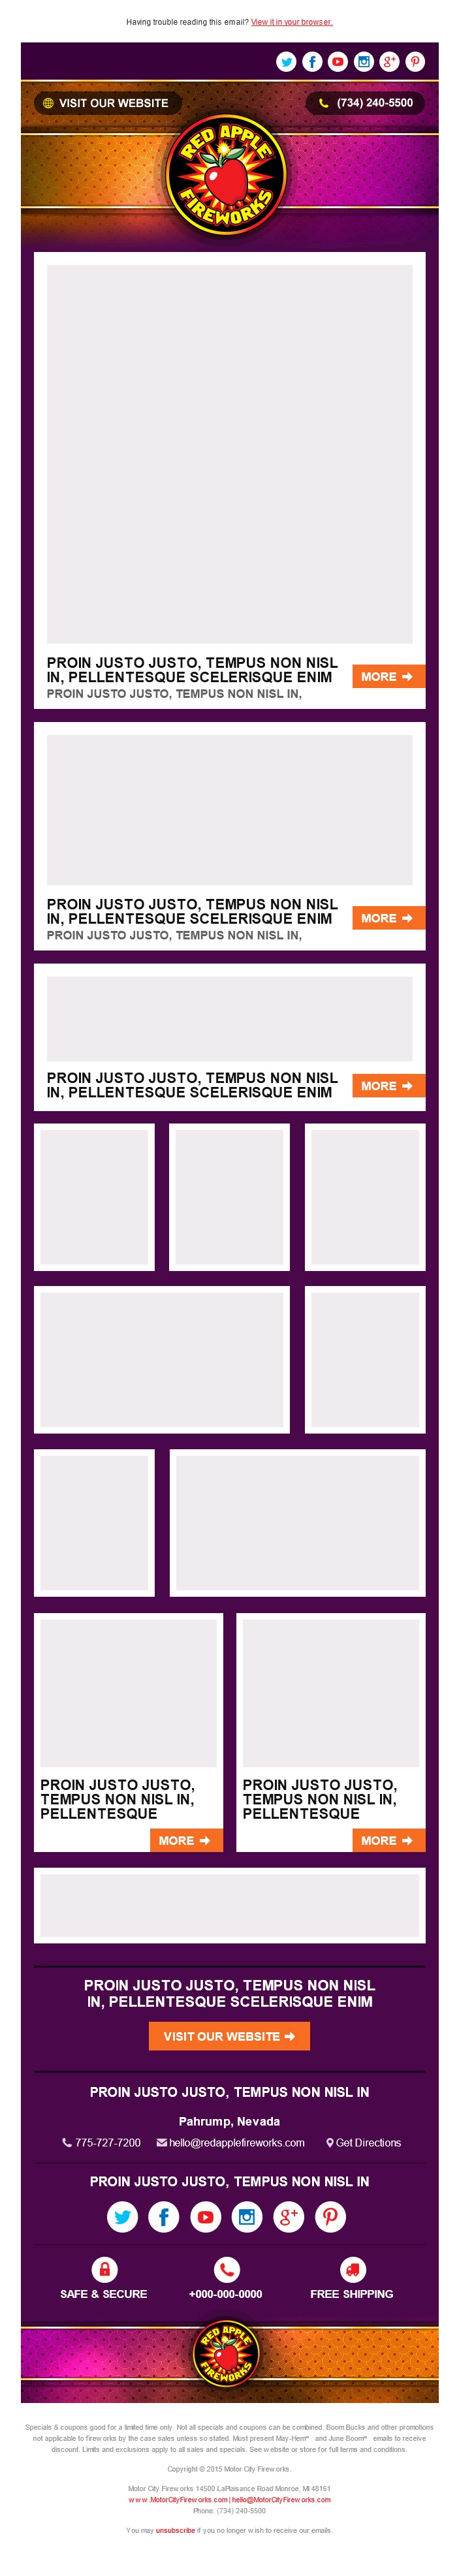 Having trouble reading this email? View it in your browser.
VISIT OUR WEBSITE
(734) 240-5500
RED APPLE
FIREWORKS
PROIN JUSTO JUSTO, TEMPUS NON NISL
IN, PELLENTESQUE SCELERISQUE ENIM
PROIN JUSTO JUSTO, TEMPUS NON NISL IN,
MORE
PROIN JUSTO JUSTO, TEMPUS NON NISL
IN, PELLENTESQUE SCELERISQUE ENIM
PROIN JUSTO JUSTO, TEMPUS NON NISL IN,
MORE
PROIN JUSTO JUSTO, TEMPUS NON NISL
IN, PELLENTESQUE SCELERISQUE ENIM
MORE
PROIN JUSTO JUSTO,
TEMPUS NON NISL IN,
PELLENTESQUE
MORE
PROIN JUSTO JUSTO,
TEMPUS NON NISL IN,
PELLENTESQUE
MORE
PROIN JUSTO JUSTO, TEMPUS NON NISL
IN, PELLENTESQUE SCELERISQUE ENIM
VISIT OUR WEBSITE
PROIN JUSTO JUSTO, TEMPUS NON NISL IN
Pahrump, Nevada
775-727-7200 hello@redapplefireworks.com Get Directions
PROIN JUSTO JUSTO, TEMPUS NON NISL IN
SAFE & SECURE
+000-000-0000
FREE SHIPPING
RED APPLE
FIREWORKS
Specials & coupons good for a limited time only. Not all specials and coupons can be combined. Boom Bucks and other promotions
not applicable to fireworks by the case sales unless so stated. Must present May-Hem* and June Boom* emails to receive
discount. Limits and exclusions apply to all sales and specials. See website or store for full terms and conditions.
Copyright © 2015 Motor City Fireworks.
Motor City Fireworks 14500 LaPlaisance Road Monroe, MI 48161
www.MotorCityFireworks.com | hello@MotorCityFireworks.com
Phone: (734) 240-5500
You may unsubscribe if you no longer wish to receive our emails.